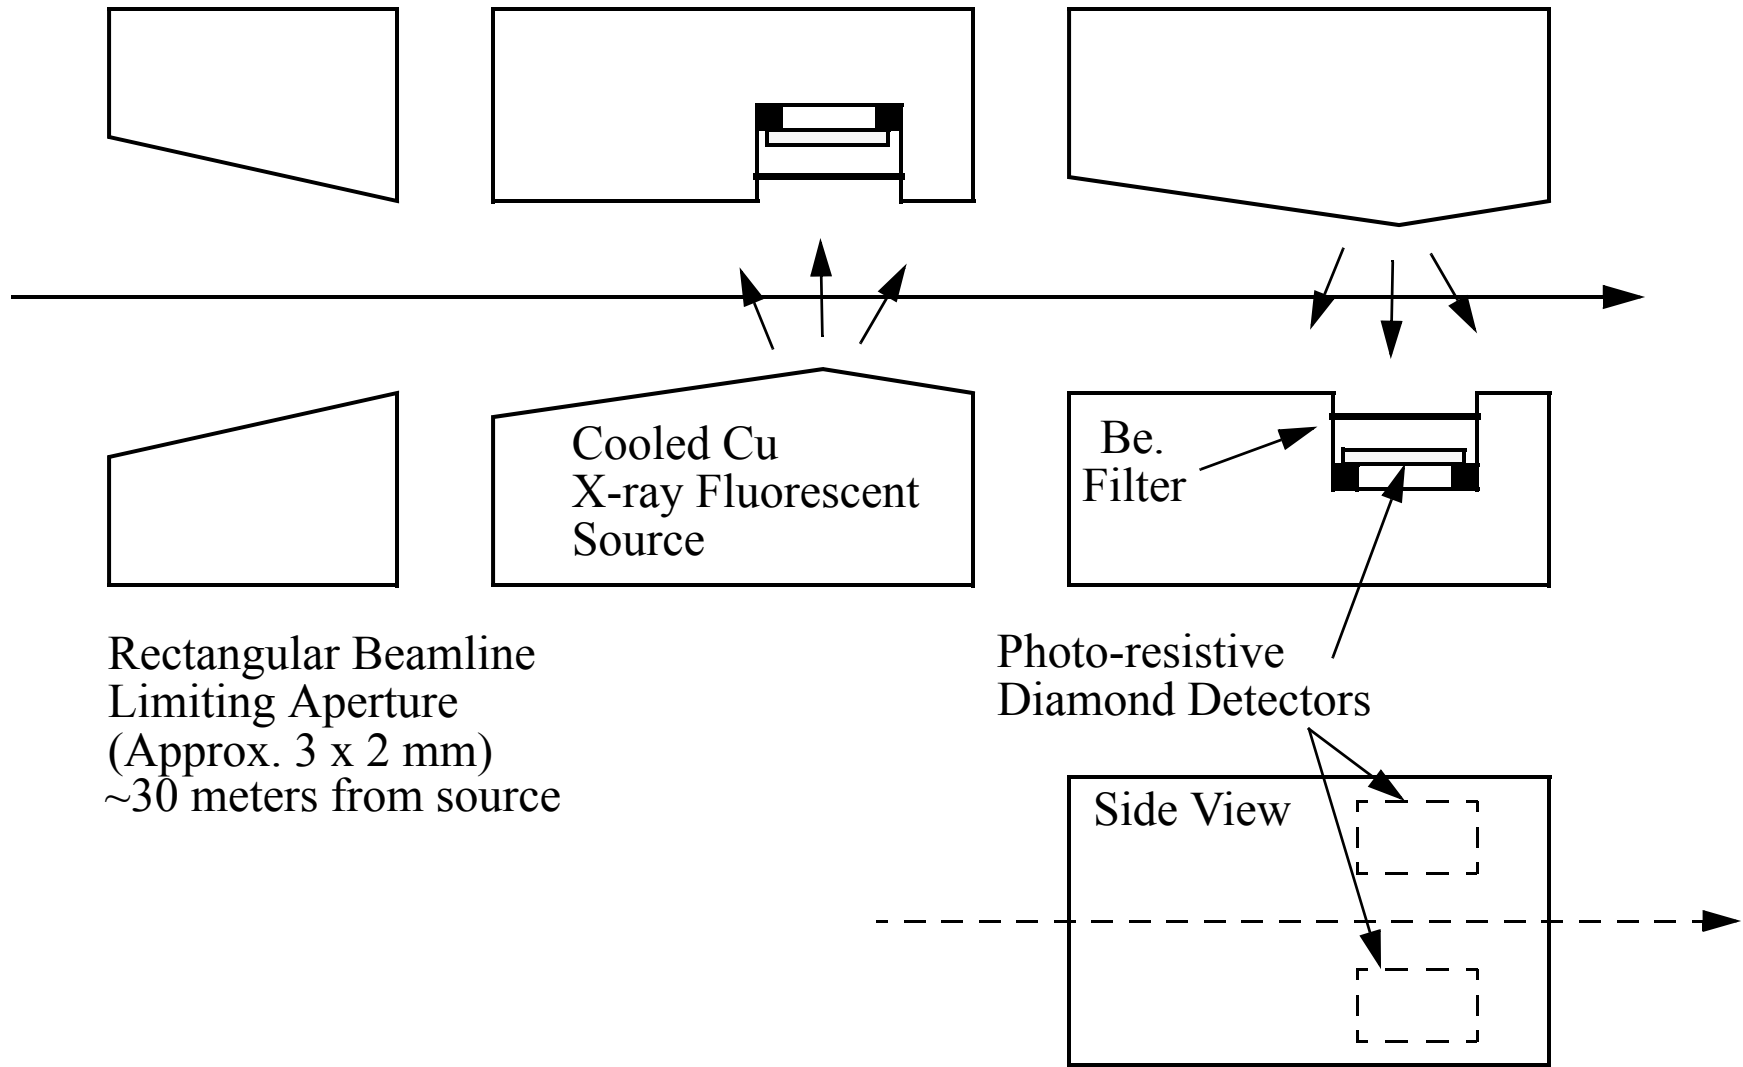 Cooled Cu
X-ray Fluorescent
Source
Be.
Filter
Rectangular Beamline
Limiting Aperture
(Approx. 3 x 2 mm)
~30 meters from source
Photo-resistive
Diamond Detectors
Side View